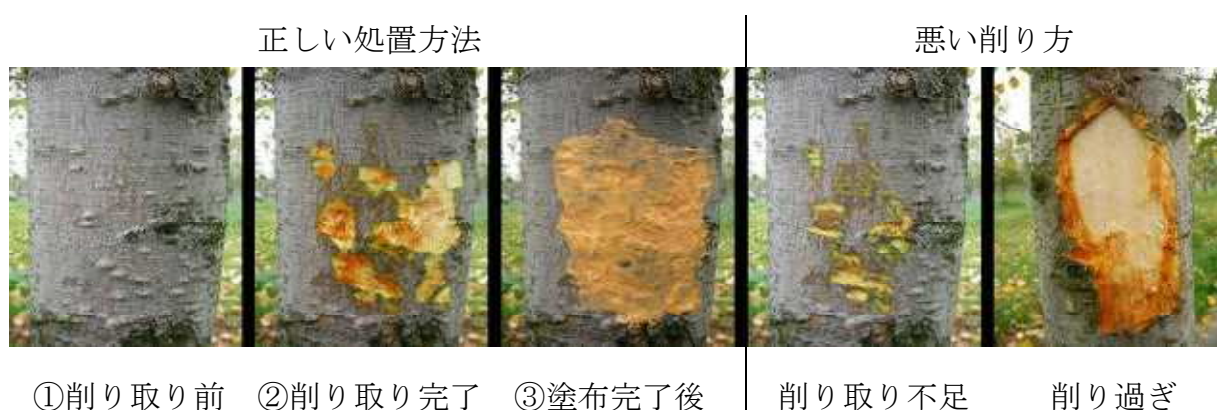 正しい処置方法
悪い削り方
①削り取り前
②削り取り完了
③塗布完了後
削り取り不足
削り過ぎ